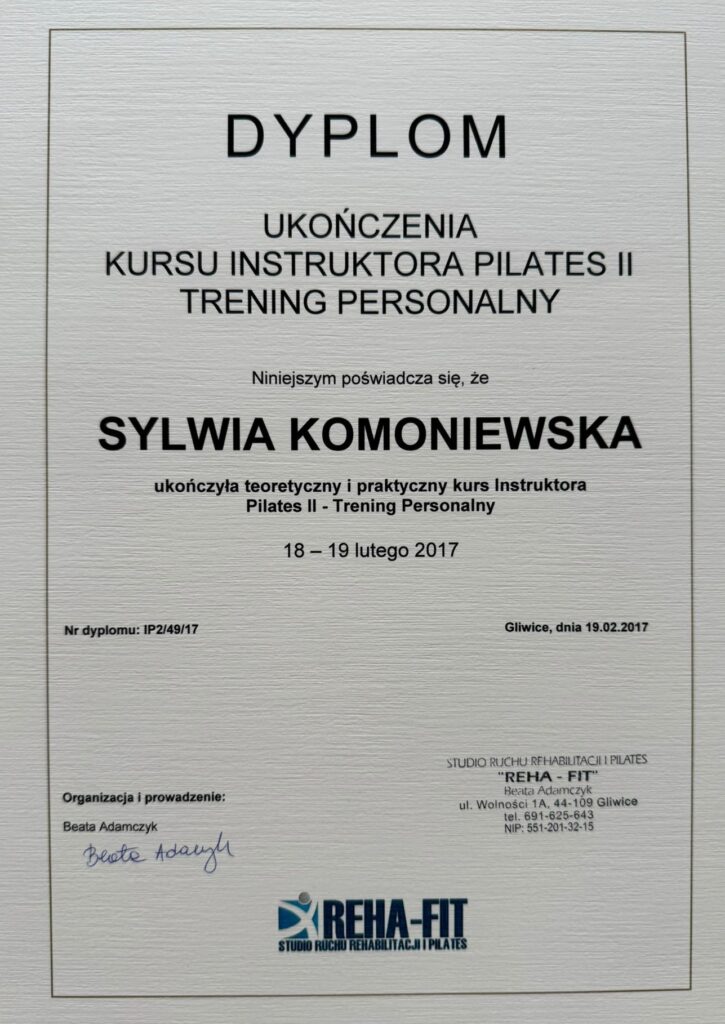 DYPLOM
UKOŃCZENIA
KURSU INSTRUKTORA PILATES II
TRENING PERSONALNY
Niniejszym poświadcza się, że
SYLWIA KOMONIEWSKA
ukończyła teoretyczny i praktyczny kurs Instruktora
Pilates II - Trening Personalny
18 – 19 lutego 2017
Nr dyplomu: IP2/49/17
Gliwice, dnia 19.02.2017
STUDIO RUCHU REHABILITACJI I PILATES
"REHA - FIT"
Beata Adamczyk
ul. Wolności 1A, 44-109 Gliwice
tel. 691-625-643
NIP: 551-201-32-15
Organizacja i prowadzenie:
Beata Adamczyk
Beata
REHA-FIT
STUDIO RUCHU REHABILITACJI I PILATES